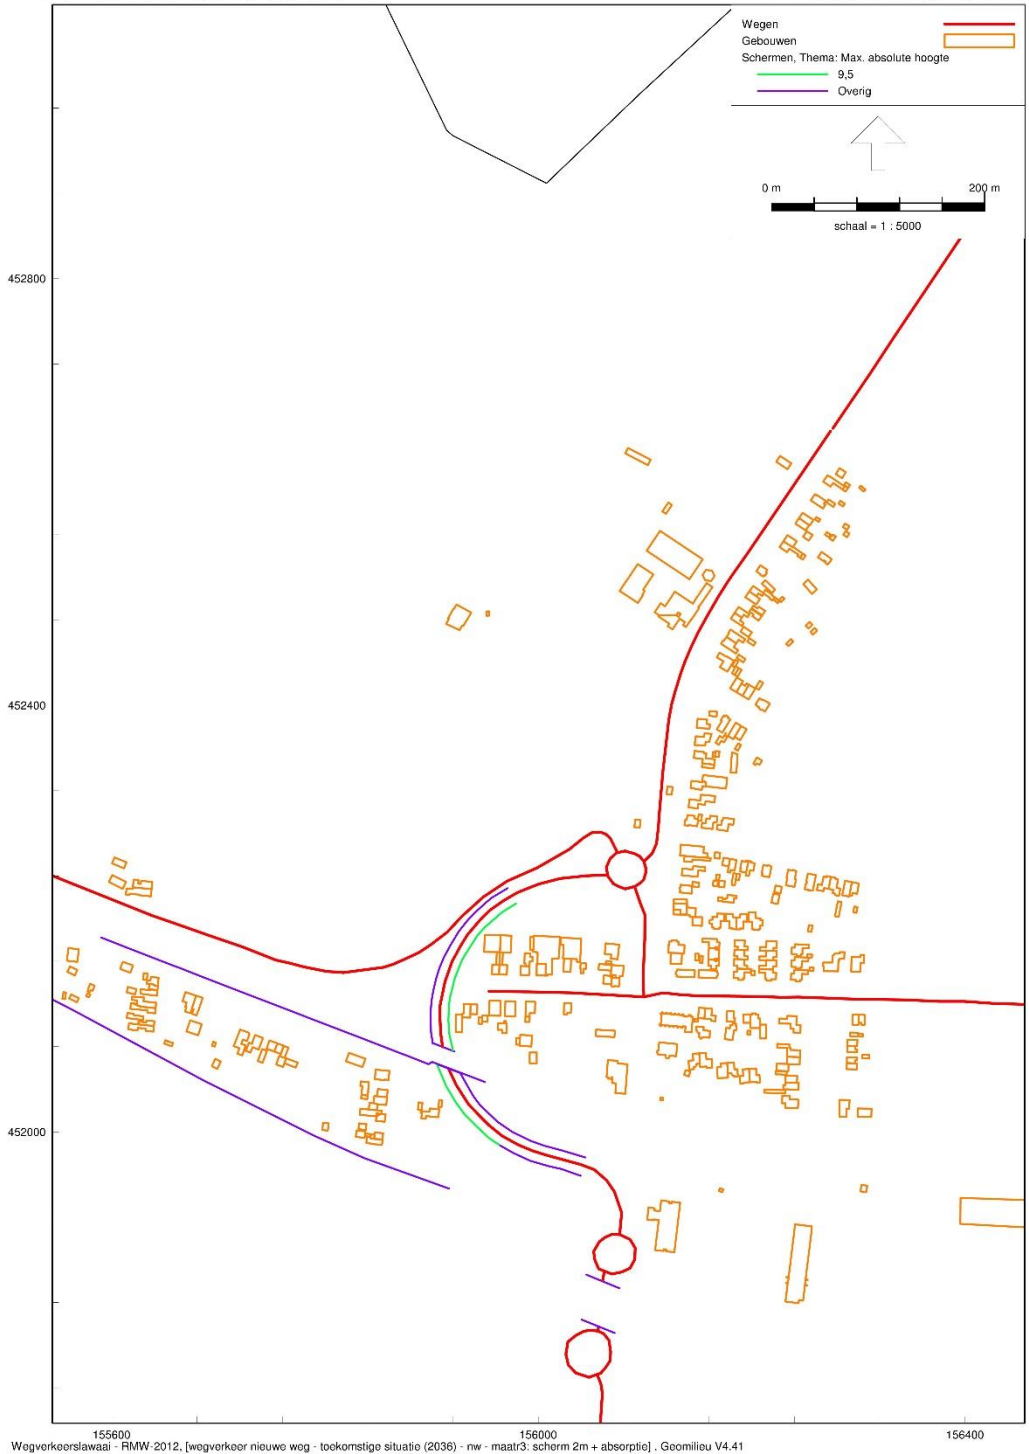 Wegen
Gebouwen
Schermen, Thema: Max. absolute hoogte
9,5
Overig
0 m 200 m
schaal = 1 : 5000
452800
452400
452000
155600 156000 156400
Wegverkeerslawaai - RMW-2012, [wegverkeer nieuwe weg - toekomstige situatie (2036) - nw - maatr3: scherm 2m + absorptie] , Geomilieu V4.41